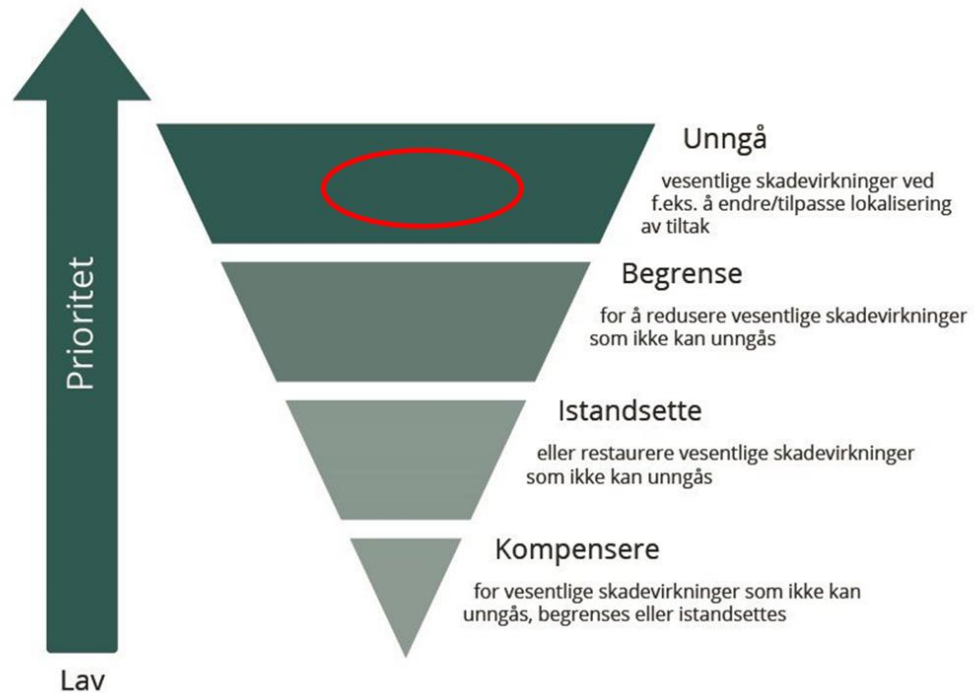 Prioritet
Lav
Unngå
vesentlige skadevirkninger ved
f.eks. å endre/tilpasse lokalisering
av tiltak
Begrense
for å redusere vesentlige skadevirkninger
som ikke kan unngås
Istandsette
eller restaurere vesentlige skadevirkninger
som ikke kan unngås
Kompensere
for vesentlige skadevirkninger som ikke kan
unngås, begrenses eller istandsettes